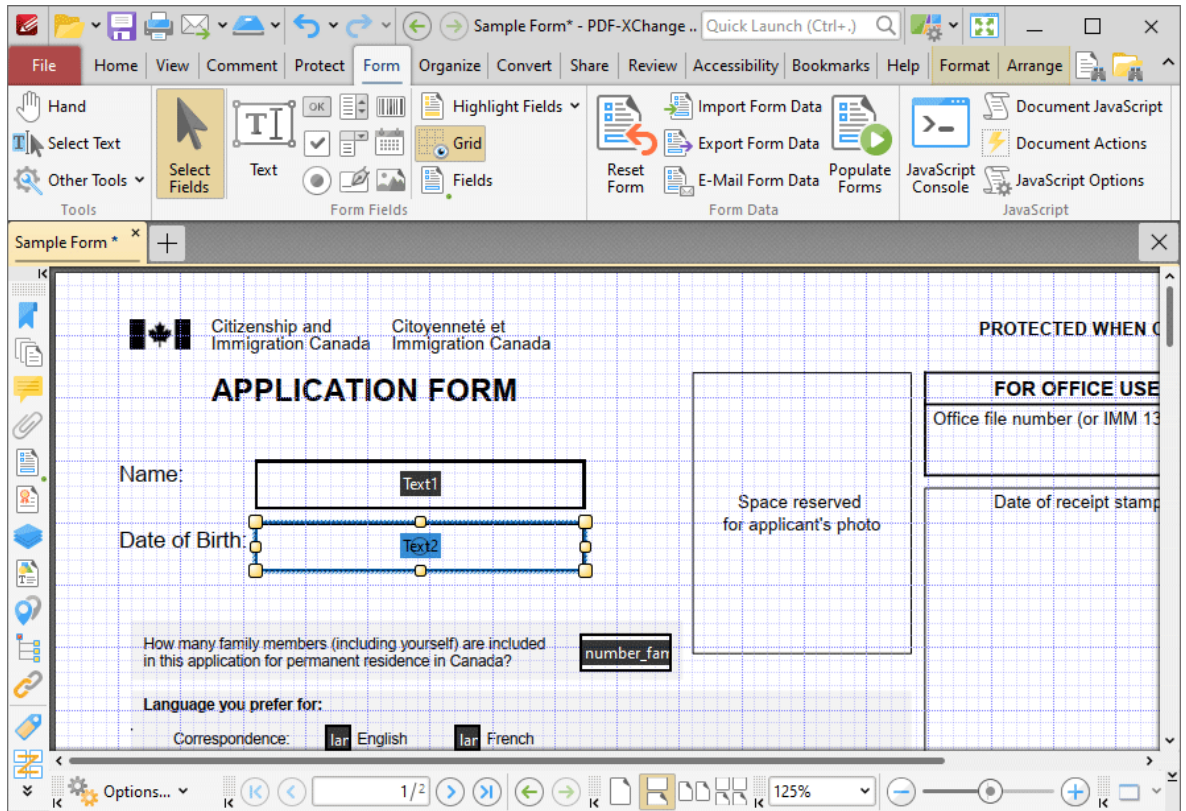 Sample Form* - PDF-XChange ..
Quick Launch (Ctrl+.)
File Home View Comment Protect Form Organize Convert Share Review Accessibility Bookmarks Help Format Arrange
Hand
Select Text
Other Tools
Tools
Select Fields
Text
OK
Highlight Fields
Grid
Fields
Form Fields
Reset Form
Import Form Data
Export Form Data
E-Mail Form Data
Populate Forms
Form Data
JavaScript Console
Document JavaScript
Document Actions
JavaScript Options
JavaScript
Sample Form *
Citizenship and
Immigration Canada
Citoyenneté et
Immigration Canada
PROTECTED WHEN
APPLICATION FORM
FOR OFFICE USE
Office file number (or IMM 13
Name:
Text1
Space reserved
for applicant's photo
Date of receipt stamp
Date of Birth:
Text2
How many family members (including yourself) are included
in this application for permanent residence in Canada?
number_fam
Language you prefer for:
Correspondence: lan English lan French
Options...
1/2
125%